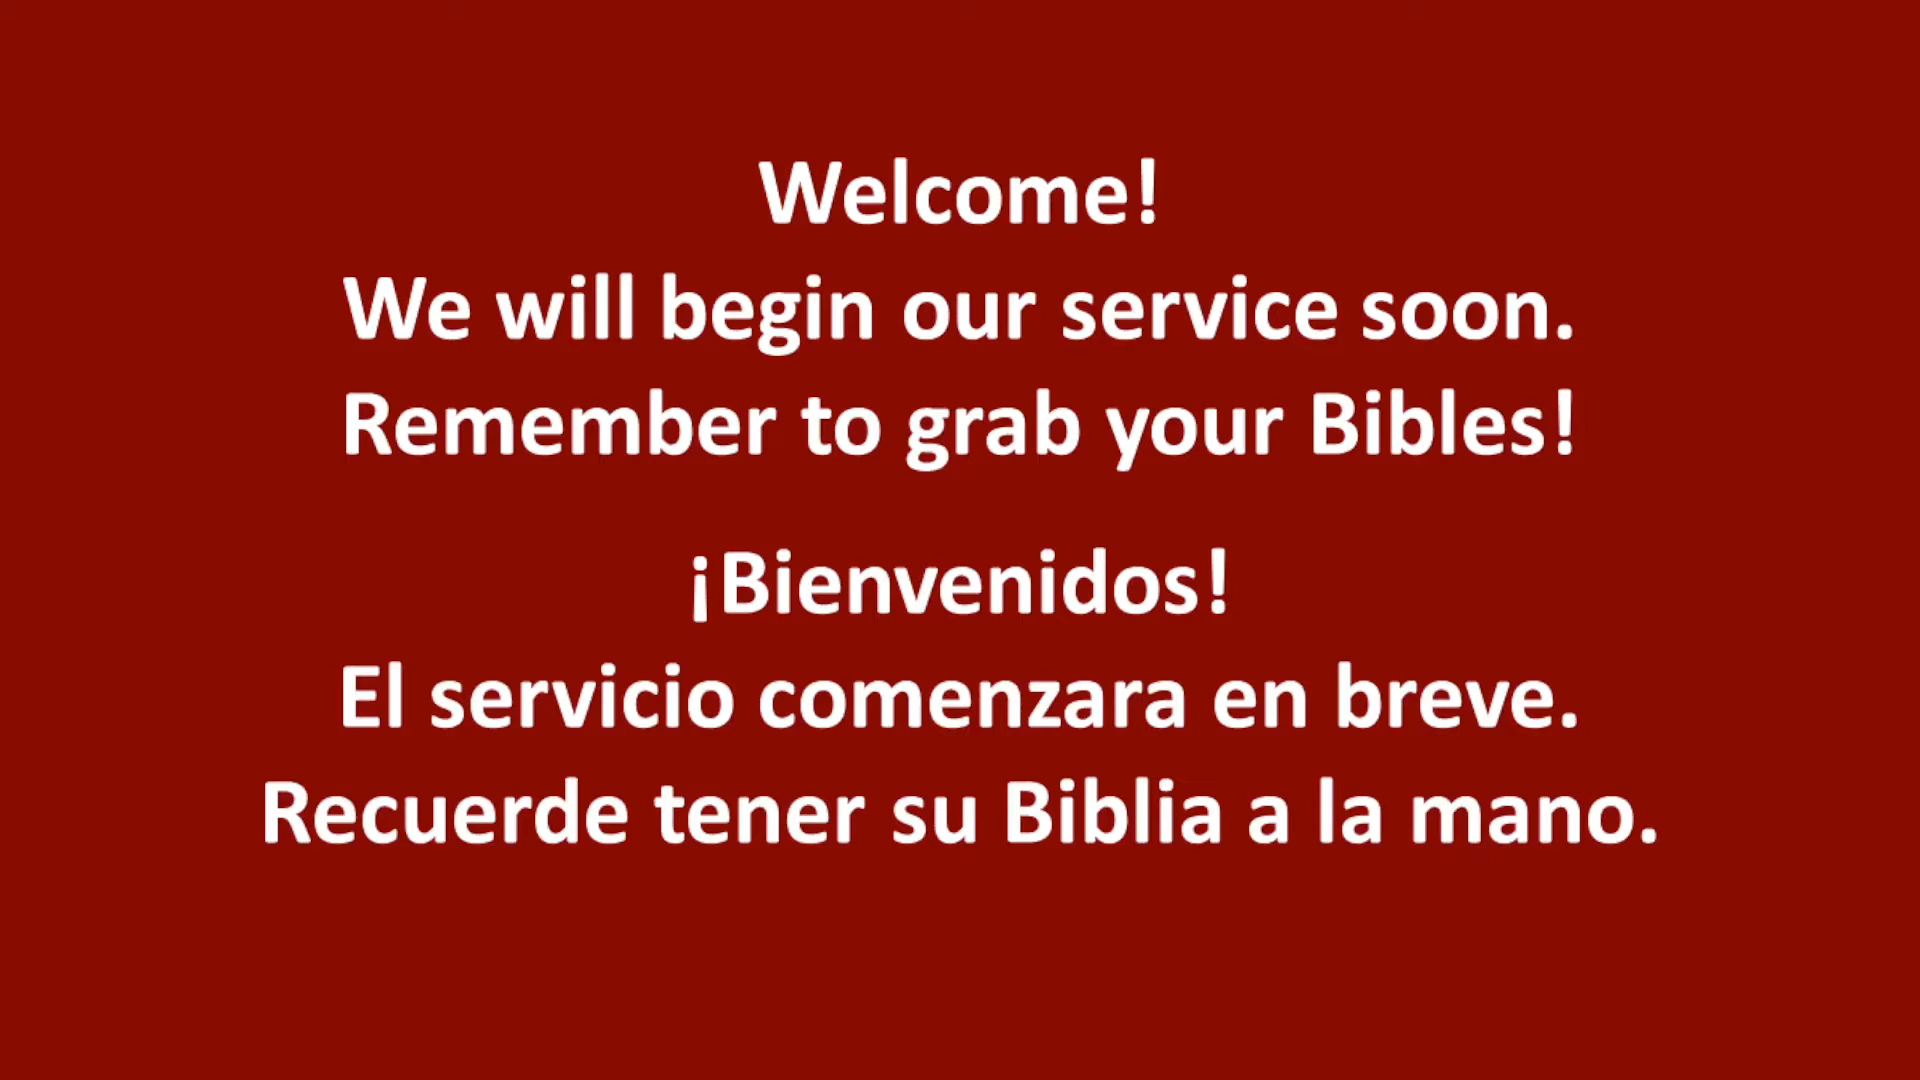 Welcome!
We will begin our service soon.
Remember to grab your Bibles!
¡Bienvenidos!
El servicio comenzara en breve.
Recuerde tener su Biblia a la mano.